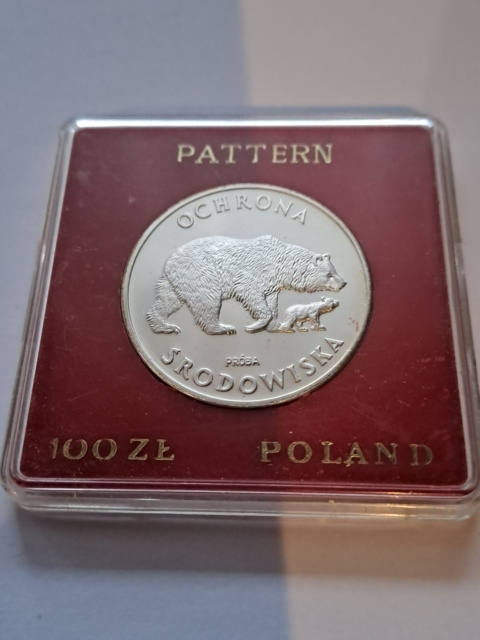 PATTERN
OCHRONA
PRÓBA
ŚRODOWISKA
100 ZŁ POLAND